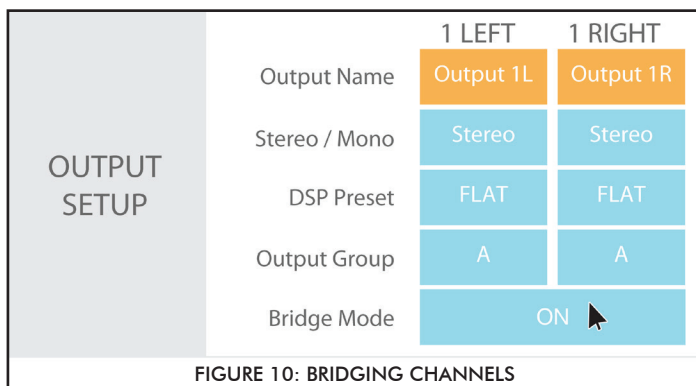 1 LEFT 1 RIGHT
Output Name Output 1L Output 1R
Stereo / Mono Stereo Stereo
OUTPUT
SETUP
DSP Preset FLAT FLAT
Output Group A A
Bridge Mode ON
FIGURE 10: BRIDGING CHANNELS